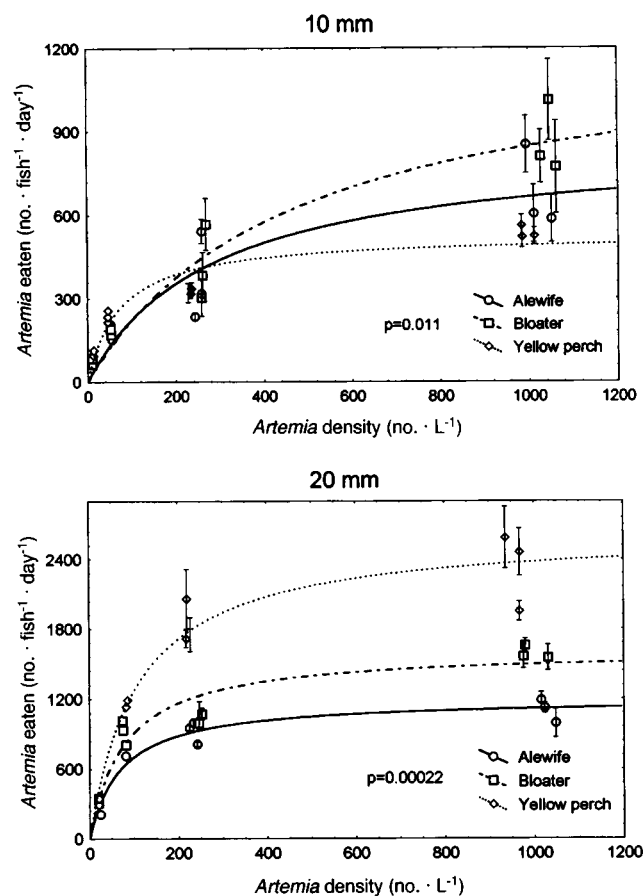 10 mm
1200
900
600
300
0
Artemia eaten (no. · fish⁻¹ · day⁻¹)
p=0.011
Alewife
Bloater
Yellow perch
0 200 400 600 800 1000 1200
Artemia density (no. · L⁻¹)
20 mm
2400
1800
1200
600
0
Artemia eaten (no. · fish⁻¹ · day⁻¹)
p=0.00022
Alewife
Bloater
Yellow perch
0 200 400 600 800 1000 1200
Artemia density (no. · L⁻¹)